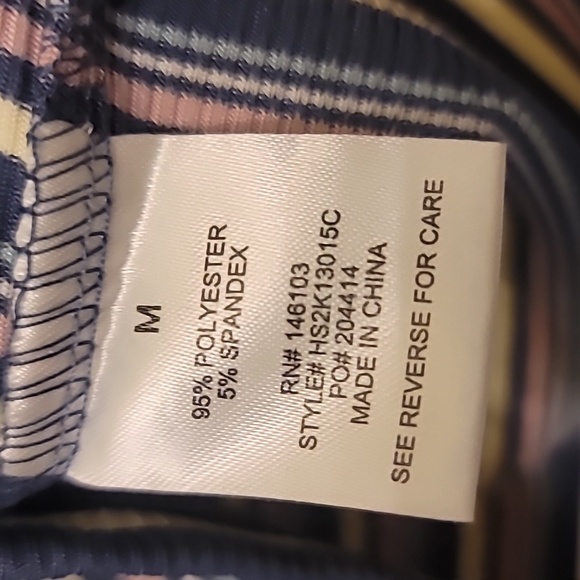 M
95% POLYESTER
5% SPANDEX
RN# 146103
STYLE# HS2K13015C
PO# 204414
MADE IN CHINA
SEE REVERSE FOR CARE